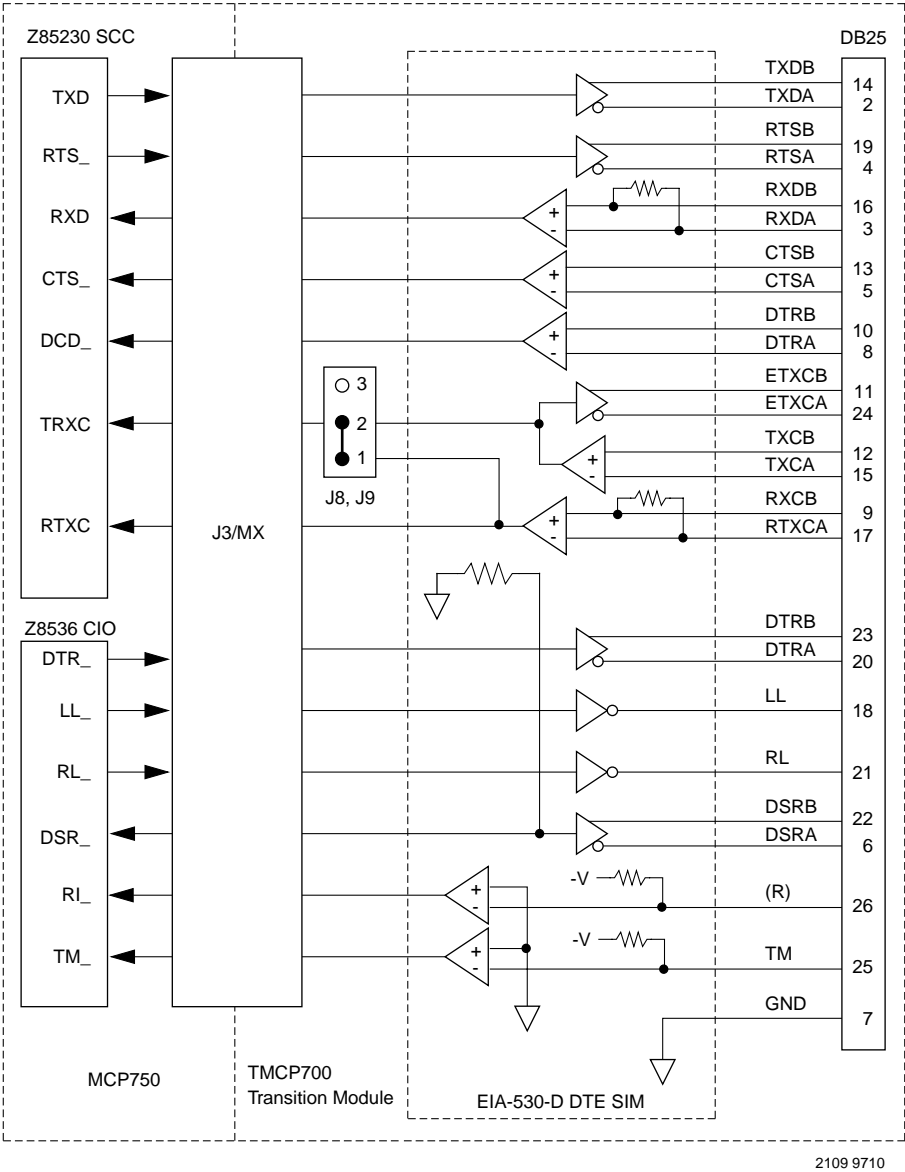 Z85230 SCC
DB25
TXD
TXDB
14
TXDA
2
RTS_
RTSB
19
RTSA
4
RXD
+
-
RXDB
16
RXDA
3
CTS_
+
-
CTSB
13
CTSA
5
DCD_
+
-
DTRB
10
DTRA
8
3
2
1
J8, J9
TRXC
ETXCB
11
ETXCA
24
+
-
TXCB
12
TXCA
15
RTXC
J3/MX
+
-
RXCB
9
RTXCA
17
Z8536 CIO
DTR_
DTRB
23
DTRA
20
LL_
LL
18
RL_
RL
21
DSR_
DSRB
22
DSRA
6
RI_
+
-
-V
(R)
26
TM_
+
-
-V
TM
25
GND
7
MCP750
TMCP700
Transition Module
EIA-530-D DTE SIM
2109 9710